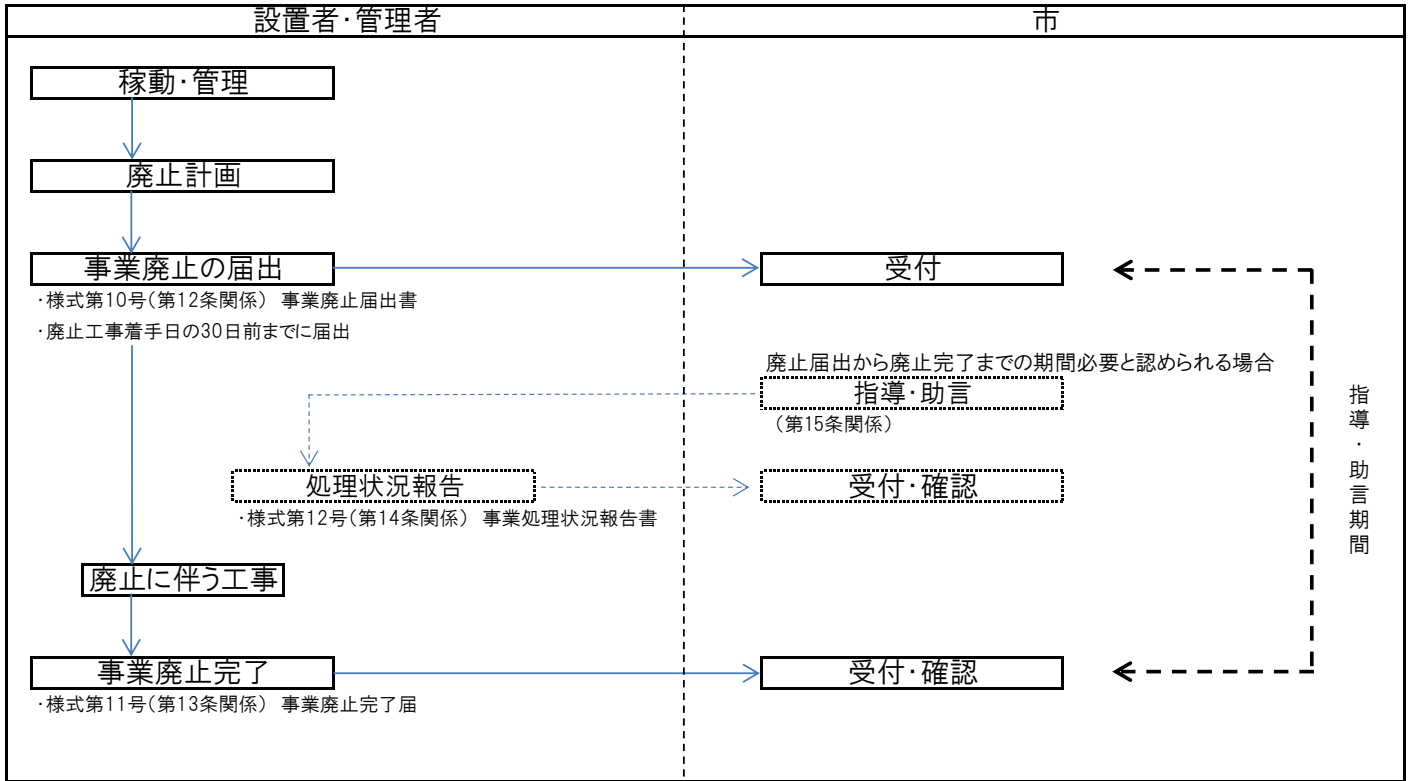 設置者・管理者
市
稼動・管理
廃止計画
事業廃止の届出
受付
・様式第10号(第12条関係) 事業廃止届出書
・廃止工事着手日の30日前までに届出
廃止届出から廃止完了までの期間必要と認められる場合
指導・助言
(第15条関係)
処理状況報告
受付・確認
・様式第12号(第14条関係) 事業処理状況報告書
指導・助言期間
廃止に伴う工事
事業廃止完了
受付・確認
・様式第11号(第13条関係) 事業廃止完了届